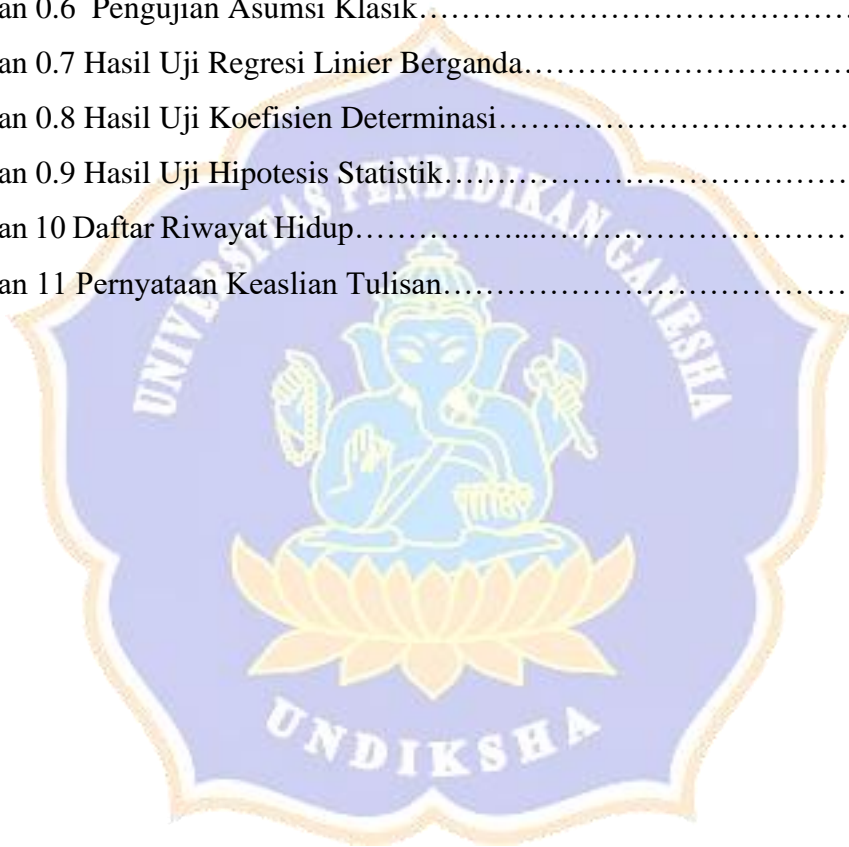 an 0.6  Pengujian Asumsi Klasik……………………………………
an 0.7 Hasil Uji Regresi Linier Berganda……………………………
an 0.8 Hasil Uji Koefisien Determinasi………………………………
an 0.9 Hasil Uji Hipotesis Statistik……………………………………
an 10 Daftar Riwayat Hidup……………...……………………………
an 11 Pernyataan Keaslian Tulisan……………………………………
UNIVERSITAS PENDIDIKAN GANESHA
UNDIKSHA